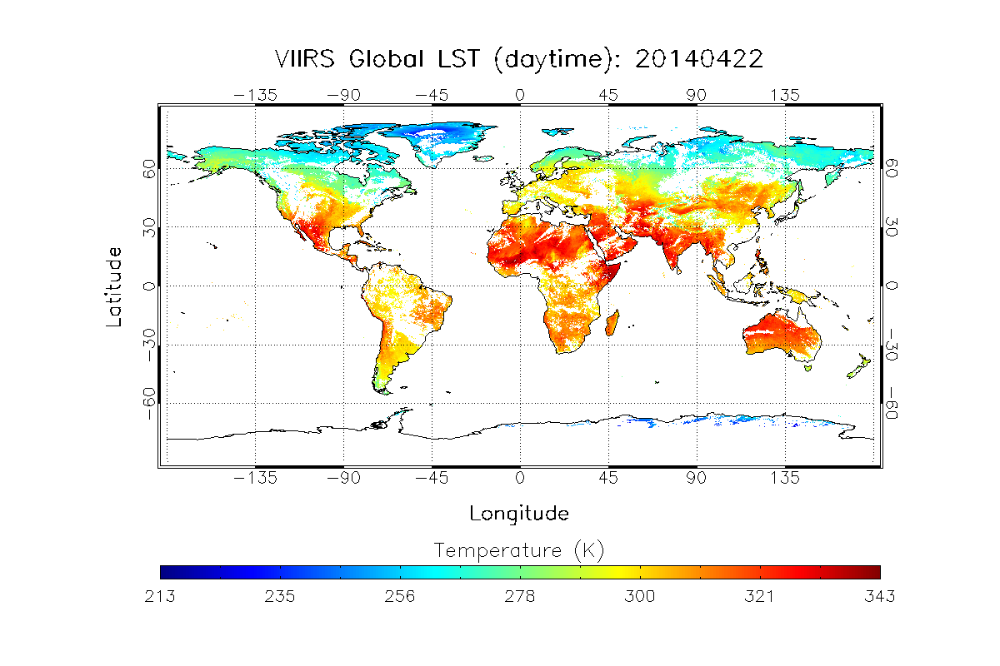 VIIRS Global LST (daytime): 20140422
−135 −90 −45 0 45 90 135
60 60
30 30
0 0
−30 −30
−60 −60
Latitude
−135 −90 −45 0 45 90 135
Longitude
Temperature (K)
213 235 256 278 300 321 343